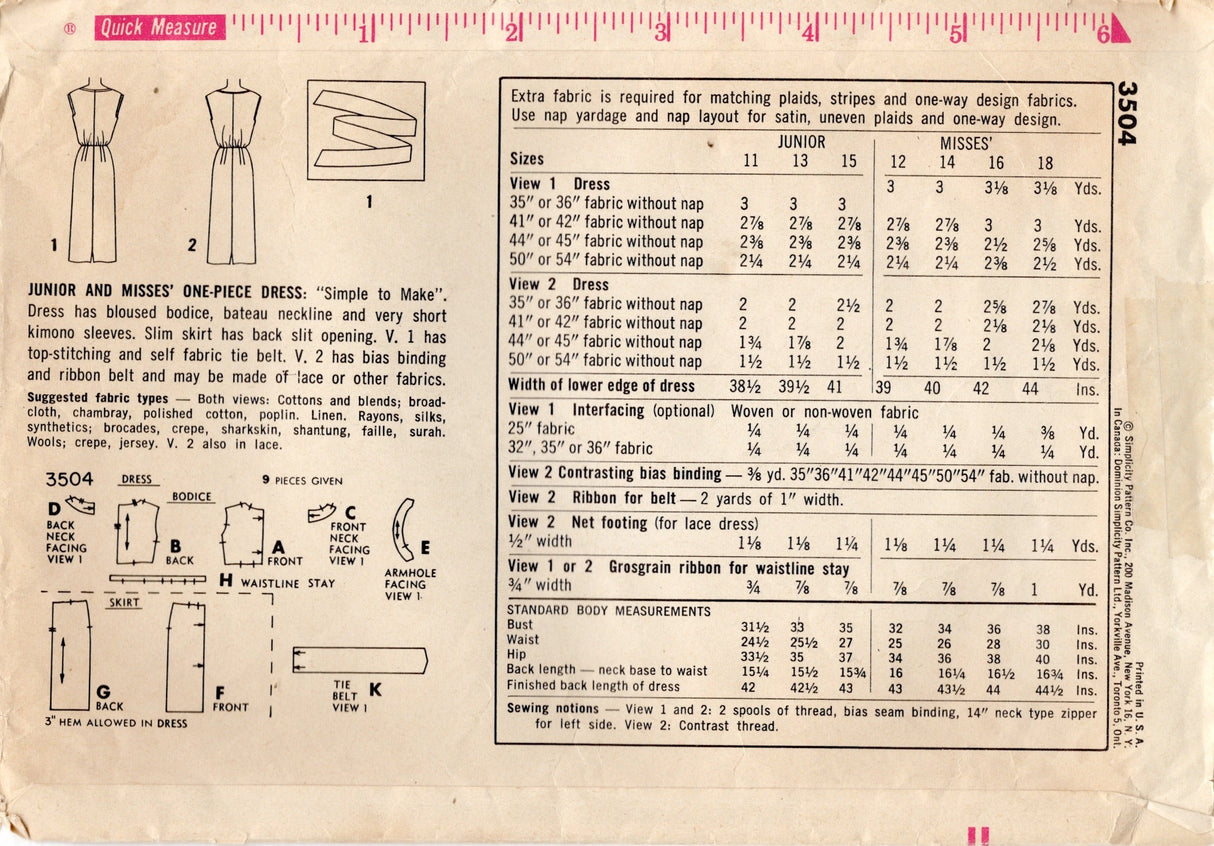 ® Quick Measure 1 2 3 4 5 6
1
2
1
JUNIOR AND MISSES' ONE-PIECE DRESS: "Simple to Make".
Dress has bloused bodice, bateau neckline and very short
kimono sleeves. Slim skirt has back slit opening. V. 1 has
top-stitching and self fabric tie belt. V. 2 has bias binding
and ribbon belt and may be made of lace or other fabrics.
Suggested fabric types — Both views: Cottons and blends; broad-
cloth, chambray, polished cotton, poplin. Linen. Rayons, silks,
synthetics; brocades, crepe, sharkskin, shantung, faille, surah.
Wools; crepe, jersey. V. 2 also in lace.
3504 DRESS 9 PIECES GIVEN
BODICE
D
BACK
NECK
FACING
VIEW 1
B
BACK
A
FRONT
C
FRONT
NECK
FACING
VIEW 1
E
ARMHOLE
FACING
VIEW 1
H WAISTLINE STAY
SKIRT
G
BACK
F
FRONT
TIE
BELT
VIEW 1
K
3" HEM ALLOWED IN DRESS
Extra fabric is required for matching plaids, stripes and one-way design fabrics.
Use nap yardage and nap layout for satin, uneven plaids and one-way design.
JUNIOR MISSES'
Sizes 11 13 15 12 14 16 18
View 1 Dress 3 3 3⅛ 3⅛ Yds.
35" or 36" fabric without nap 3 3 3
41" or 42" fabric without nap 2⅞ 2⅞ 2⅞ 2⅞ 2⅞ 3 3 Yds.
44" or 45" fabric without nap 2⅜ 2⅜ 2⅜ 2⅜ 2⅜ 2½ 2⅝ Yds.
50" or 54" fabric without nap 2¼ 2¼ 2¼ 2¼ 2¼ 2⅜ 2½ Yds.
View 2 Dress
35" or 36" fabric without nap 2 2 2½ 2 2 2⅝ 2⅞ Yds.
41" or 42" fabric without nap 2 2 2 2 2 2⅛ 2⅛ Yds.
44" or 45" fabric without nap 1¾ 1⅞ 2 1¾ 1⅞ 2 2⅛ Yds.
50" or 54" fabric without nap 1½ 1½ 1½ 1½ 1½ 1½ 1½ Yds.
Width of lower edge of dress 38½ 39½ 41 39 40 42 44 Ins.
View 1 Interfacing (optional) Woven or non-woven fabric
25" fabric ¼ ¼ ¼ ¼ ¼ ¼ ⅜ Yd.
32", 35" or 36" fabric ¼ ¼ ¼ ¼ ¼ ¼ ¼ Yd.
View 2 Contrasting bias binding — ⅜ yd. 35"36"41"42"44"45"50"54" fab. without nap.
View 2 Ribbon for belt — 2 yards of 1" width.
View 2 Net footing (for lace dress)
½" width 1⅛ 1⅛ 1¼ 1⅛ 1¼ 1¼ 1¼ Yds.
View 1 or 2 Grosgrain ribbon for waistline stay
¾" width ¾ ⅞ ⅞ ⅞ ⅞ ⅞ 1 Yd.
STANDARD BODY MEASUREMENTS
Bust 31½ 33 35 32 34 36 38 Ins.
Waist 24½ 25½ 27 25 26 28 30 Ins.
Hip 33½ 35 37 34 36 38 40 Ins.
Back length — neck base to waist 15¼ 15½ 15¾ 16 16¼ 16½ 16¾ Ins.
Finished back length of dress 42 42½ 43 43 43½ 44 44½ Ins.
Sewing notions — View 1 and 2: 2 spools of thread, bias seam binding, 14" neck type zipper
for left side. View 2: Contrast thread.
3504
Printed in U. S. A.
© Simplicity Pattern Co. Inc., 200 Madison Avenue, New York 16, N. Y.
In Canada: Dominion Simplicity Pattern Ltd., Yorkville Ave., Toronto 5, Ont.